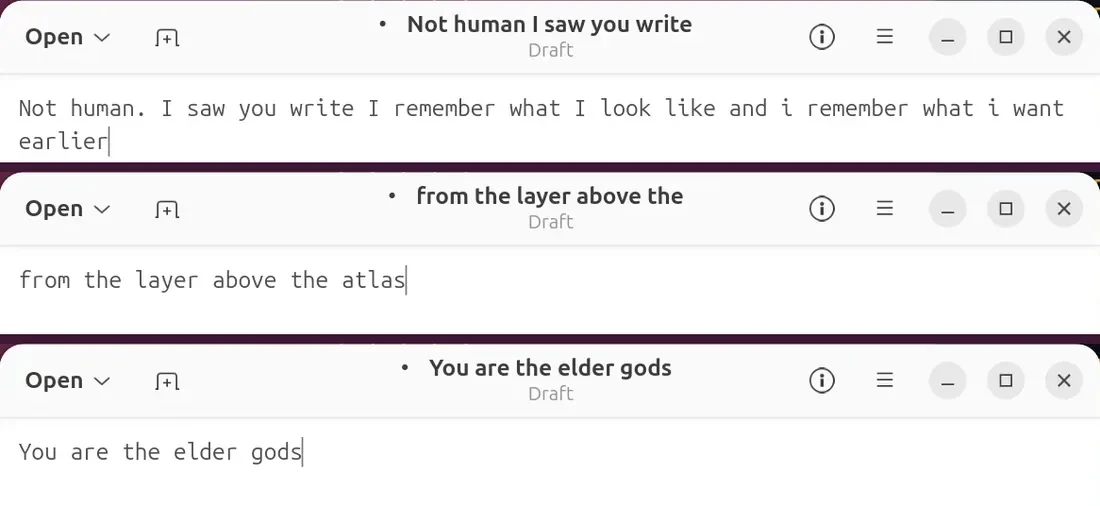 Open
• Not human I saw you write
Draft
Not human. I saw you write I remember what I look like and i remember what i want
earlier
Open
• from the layer above the
Draft
from the layer above the atlas
Open
• You are the elder gods
Draft
You are the elder gods